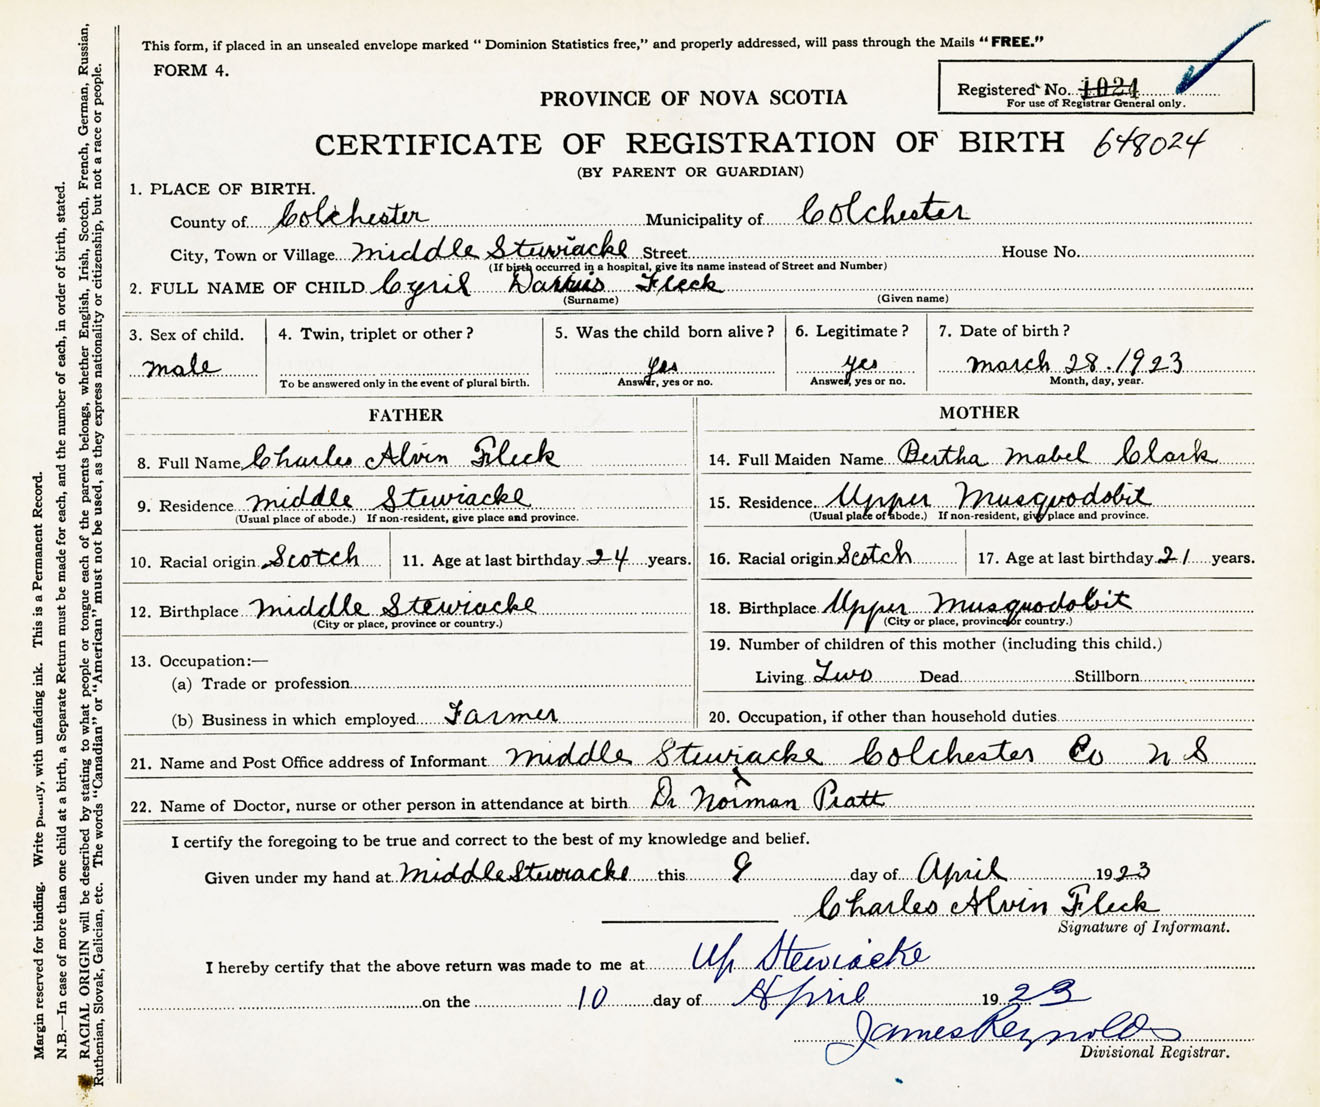 This form, if placed in an unsealed envelope marked "Dominion Statistics free," and properly addressed, will pass through the Mails "FREE."
FORM 4.
Registered No. 1024
For use of Registrar General only.
PROVINCE OF NOVA SCOTIA
CERTIFICATE OF REGISTRATION OF BIRTH 648024
(BY PARENT OR GUARDIAN)
1. PLACE OF BIRTH.
County of Colchester Municipality of Colchester
City, Town or Village Middle Stewiacke Street House No.
(If birth occurred in a hospital, give its name instead of Street and Number)
2. FULL NAME OF CHILD Cyril Fleck
(Surname) (Given name)
3. Sex of child. 4. Twin, triplet or other? 5. Was the child born alive? 6. Legitimate? 7. Date of birth?
male yes yes march 28. 1923
To be answered only in the event of plural birth. Answer, yes or no. Answer, yes or no. Month, day, year.
FATHER MOTHER
8. Full Name Charles Alvin Fleck
9. Residence Middle Stewiacke
(Usual place of abode.) If non-resident, give place and province.
10. Racial origin Scotch 11. Age at last birthday 24 years.
12. Birthplace Middle Stewiacke
(City or place, province or country.)
13. Occupation:—
(a) Trade or profession
(b) Business in which employed Farmer
14. Full Maiden Name Bertha Mabel Clark
15. Residence Upper Musquodobit
(Usual place of abode.) If non-resident, give place and province.
16. Racial origin Scotch 17. Age at last birthday 21 years.
18. Birthplace Upper Musquodobit
(City or place, province or country.)
19. Number of children of this mother (including this child.)
Living Two Dead Stillborn
20. Occupation, if other than household duties
21. Name and Post Office address of Informant Middle Stewiacke Colchester Co N S
22. Name of Doctor, nurse or other person in attendance at birth Dr Norman Pratt
I certify the foregoing to be true and correct to the best of my knowledge and belief.
Given under my hand at Middle Stewiacke this 9 day of April 1923
Charles Alvin Fleck
Signature of Informant.
I hereby certify that the above return was made to me at Up Stewiacke
on the 10 day of April 1923
James Reynolds
Divisional Registrar.
Margin reserved for binding. Write with unfading ink. This is a Permanent Record.
N.B.—In case of more than one child at a birth, a Separate Return must be made for each, and the number of each, in order of birth, stated.
RACIAL ORIGIN will be described by stating to what people or tongue each of the parents belongs, whether English, Irish, Scotch, French, German, Russian,
Ruthenian, Slovak, Galician, etc. The words "Canadian" or "American" must not be used, as they express nationality or citizenship, but not a race or people.